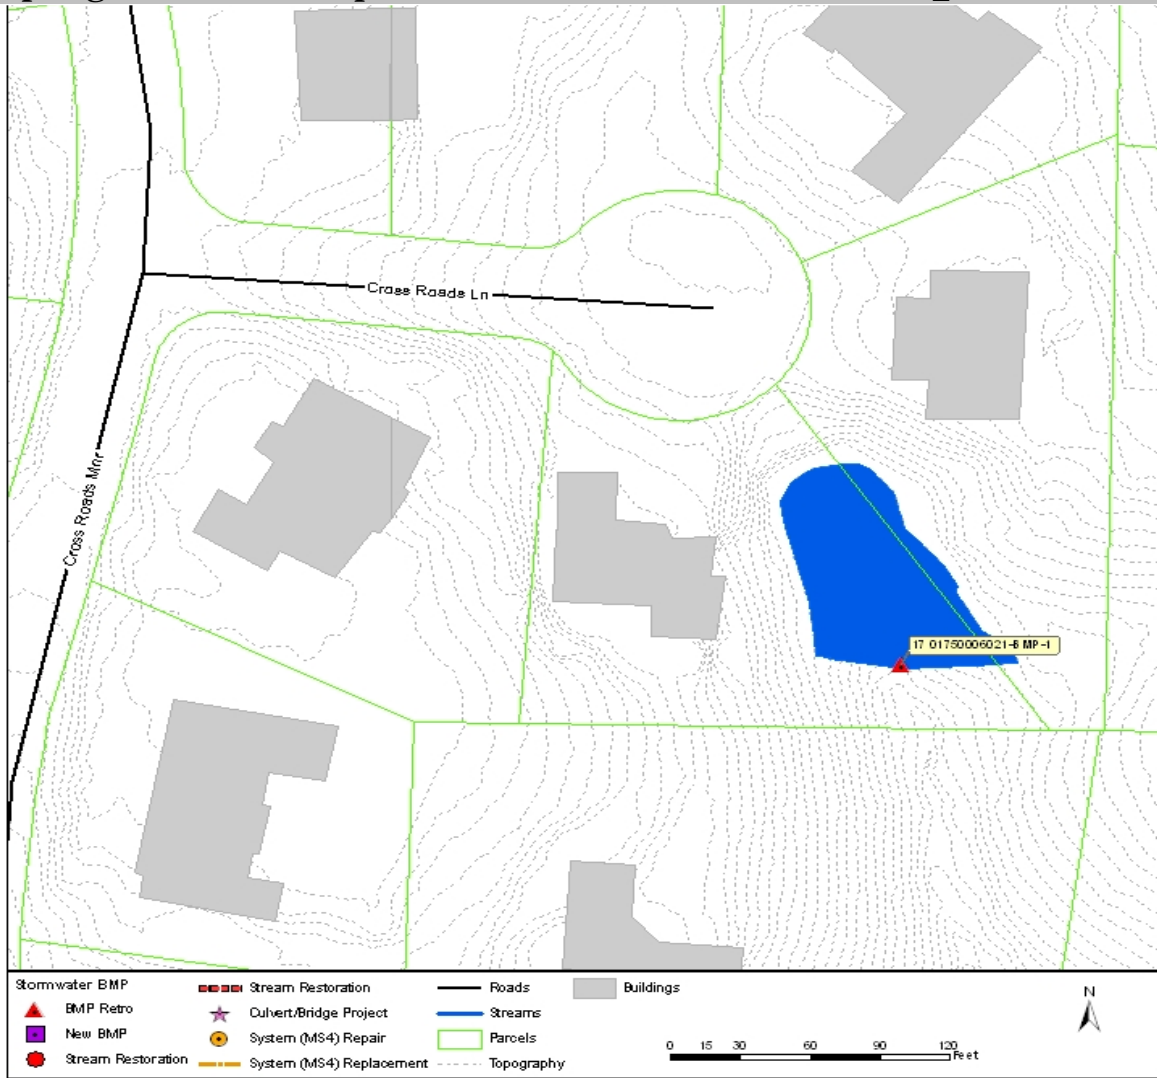 Cross Roads Ln
Cross Roads Mnr
17 01750006021-BMP-1
Stormwater BMP
BMP Retro
New BMP
Stream Restoration
Stream Restoration
Culvert/Bridge Project
System (MS4) Repair
System (MS4) Replacement
Roads
Streams
Parcels
Topography
Buildings
N
0 15 30 60 90 120
Feet